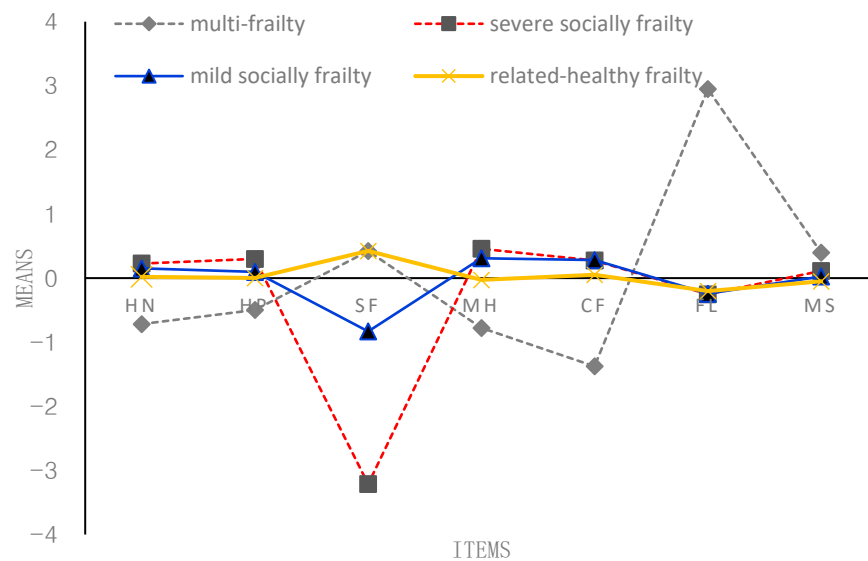 4
multi-frailty
severe socially frailty
3
mild socially frailty
related-healthy frailty
2
1
0
HN
HP
SF
MH
CF
FL
MS
-1
-2
-3
-4
MEANS
ITEMS